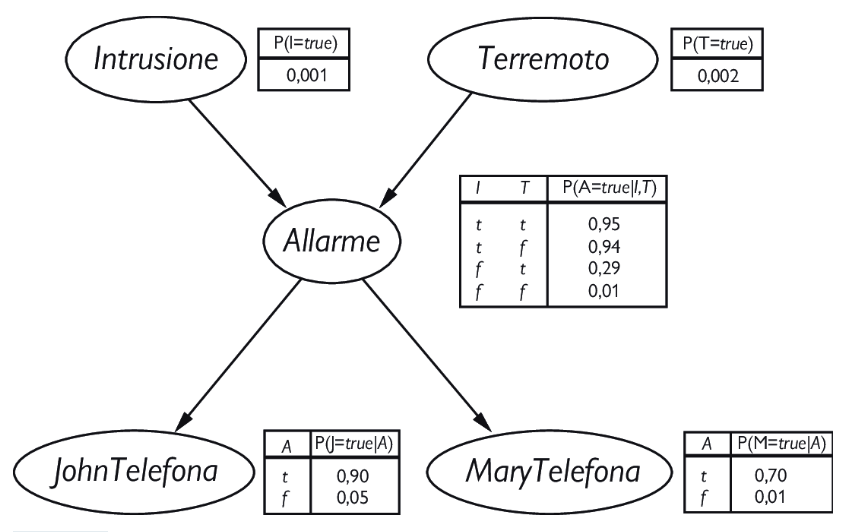 Intrusione
P(I=true)
0,001
Terremoto
P(T=true)
0,002
Allarme
I T P(A=true|I,T)
t t 0,95
t f 0,94
f t 0,29
f f 0,01
JohnTelefona
A P(J=true|A)
t 0,90
f 0,05
MaryTelefona
A P(M=true|A)
t 0,70
f 0,01